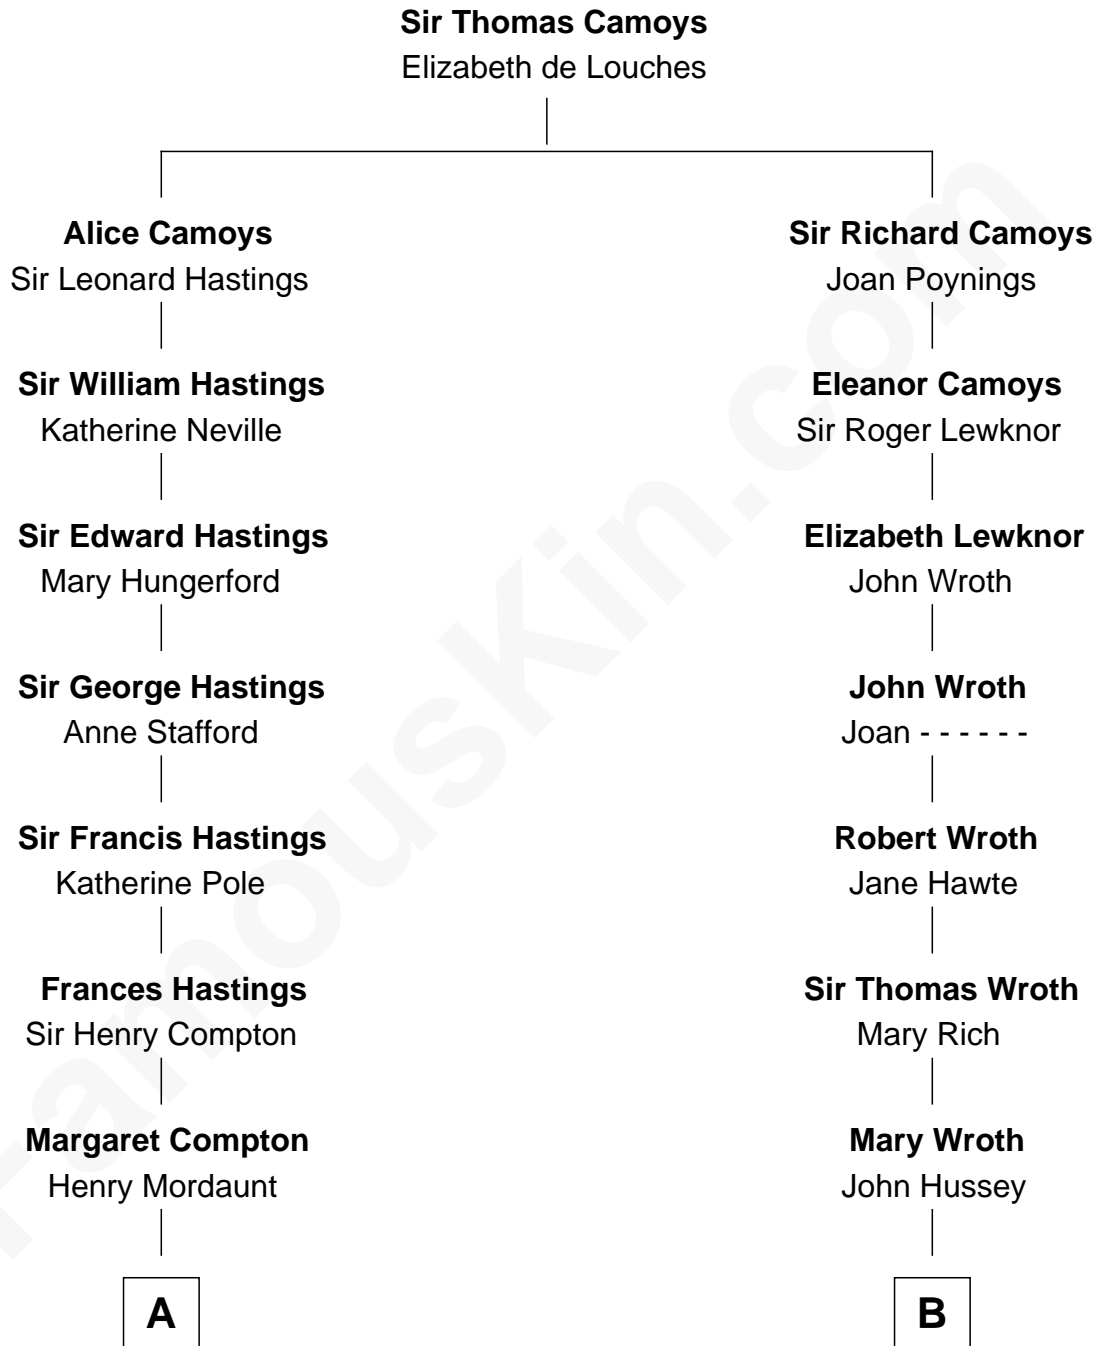 Sir Thomas Camoys
Elizabeth de Louches
Alice Camoys
Sir Leonard Hastings
Sir William Hastings
Katherine Neville
Sir Edward Hastings
Mary Hungerford
Sir George Hastings
Anne Stafford
Sir Francis Hastings
Katherine Pole
Frances Hastings
Sir Henry Compton
Margaret Compton
Henry Mordaunt
A
Sir Richard Camoys
Joan Poynings
Eleanor Camoys
Sir Roger Lewknor
Elizabeth Lewknor
John Wroth
John Wroth
Joan - - - - - -
Robert Wroth
Jane Hawte
Sir Thomas Wroth
Mary Rich
Mary Wroth
John Hussey
B
FamousKin.com